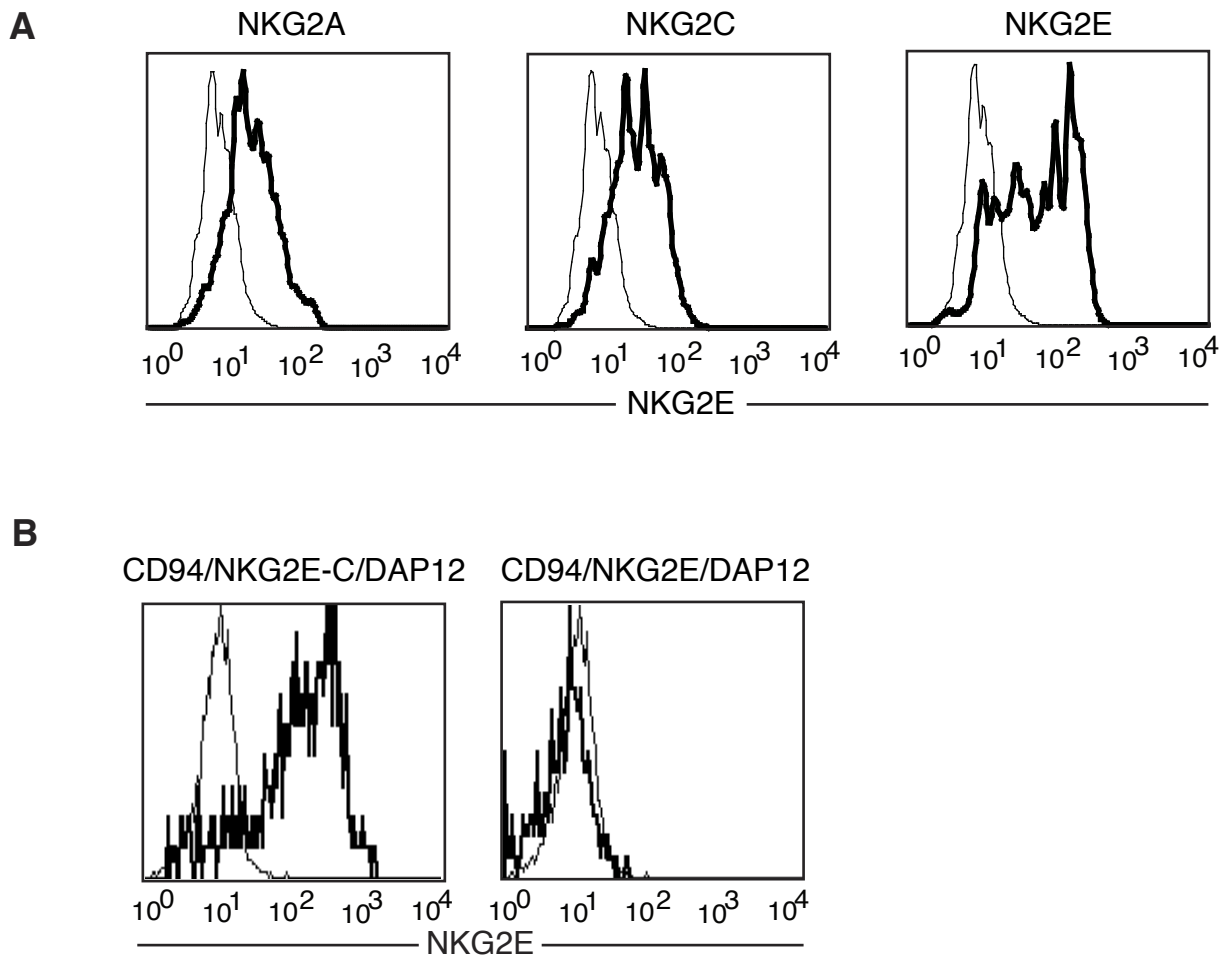 A
NKG2A NKG2C NKG2E
10^0 10^1 10^2 10^3 10^4 10^0 10^1 10^2 10^3 10^4 10^0 10^1 10^2 10^3 10^4
NKG2E
B
CD94/NKG2E-C/DAP12 CD94/NKG2E/DAP12
10^0 10^1 10^2 10^3 10^4 10^0 10^1 10^2 10^3 10^4
NKG2E